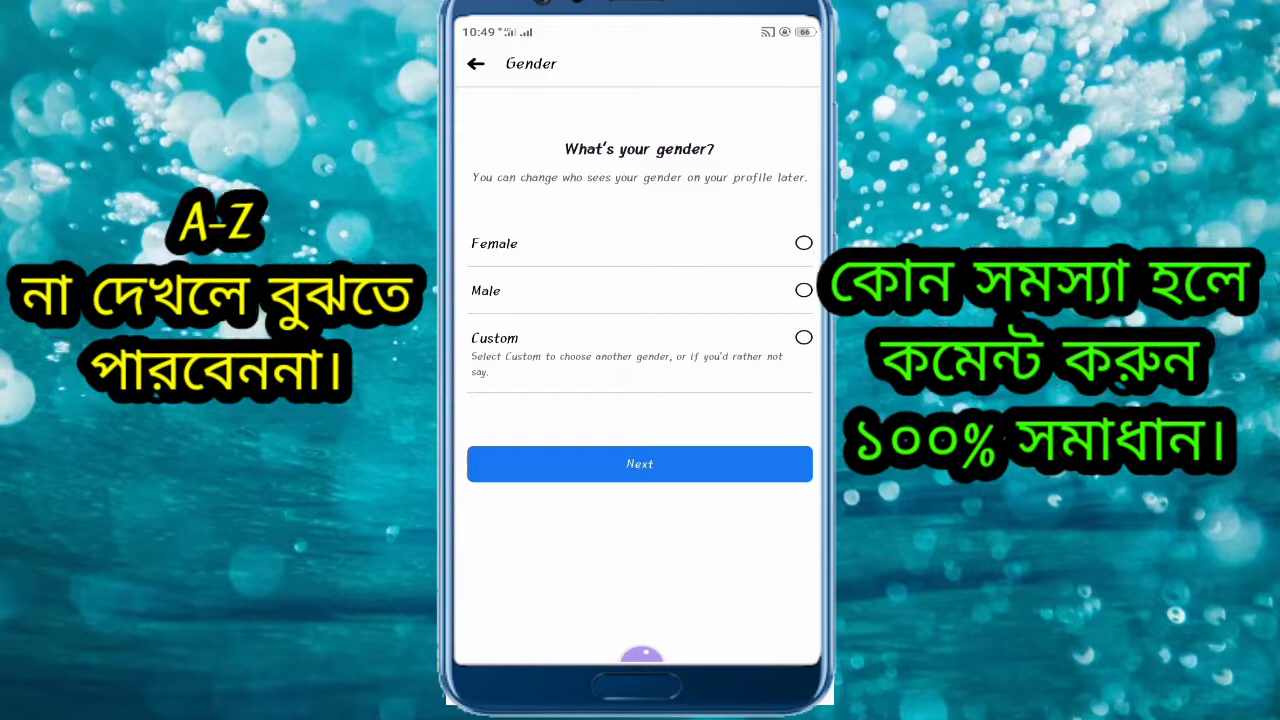 A-Z
না দেখলে বুঝতে
পারবেননা।
10:49
66
Gender
What's your gender?
You can change who sees your gender on your profile later.
Female
Male
Custom
Select Custom to choose another gender, or if you'd rather not
say.
Next
কোন সমস্যা হলে
কমেন্ট করুন
১০০% সমাধান।